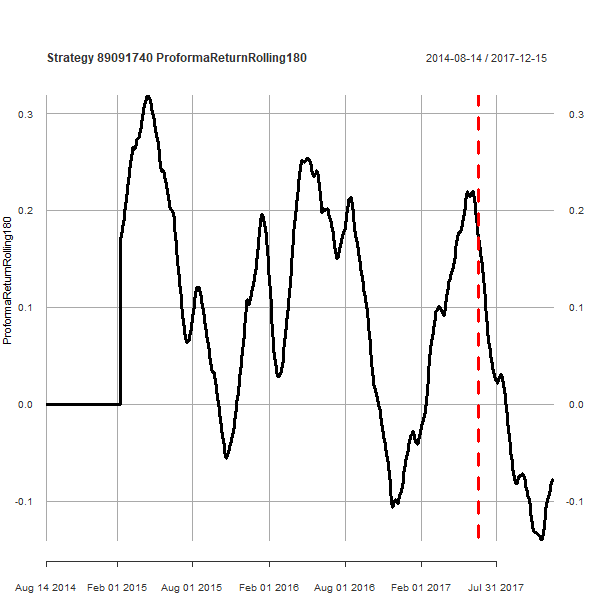 Strategy 89091740 ProformaReturnRolling180
2014-08-14 / 2017-12-15
ProformaReturnRolling180
0.3
0.2
0.1
0.0
-0.1
0.3
0.2
0.1
0.0
-0.1
Aug 14 2014
Feb 01 2015
Aug 01 2015
Feb 01 2016
Aug 01 2016
Feb 01 2017
Jul 31 2017